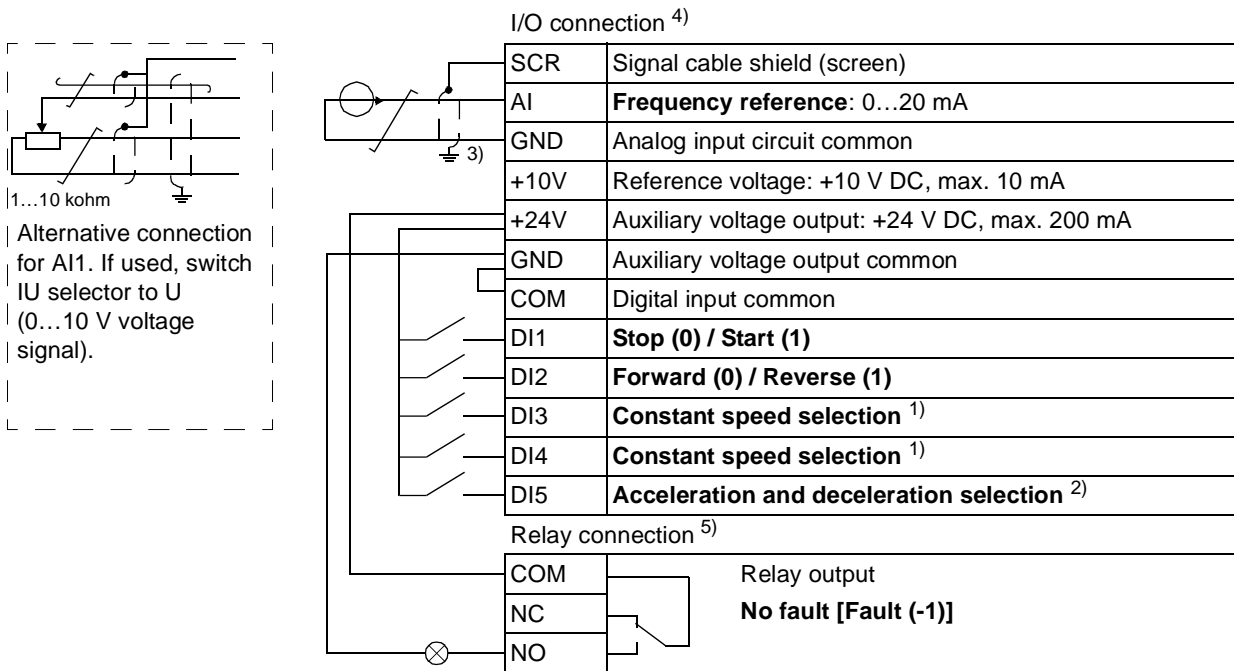 I/O connection 4)
SCR Signal cable shield (screen)
AI Frequency reference: 0…20 mA
GND Analog input circuit common
3)
+10V Reference voltage: +10 V DC, max. 10 mA
+24V Auxiliary voltage output: +24 V DC, max. 200 mA
GND Auxiliary voltage output common
COM Digital input common
DI1 Stop (0) / Start (1)
DI2 Forward (0) / Reverse (1)
DI3 Constant speed selection 1)
DI4 Constant speed selection 1)
DI5 Acceleration and deceleration selection 2)
Relay connection 5)
COM Relay output
NC No fault [Fault (-1)]
NO
1…10 kohm
Alternative connection
for AI1. If used, switch
IU selector to U
(0…10 V voltage
signal).